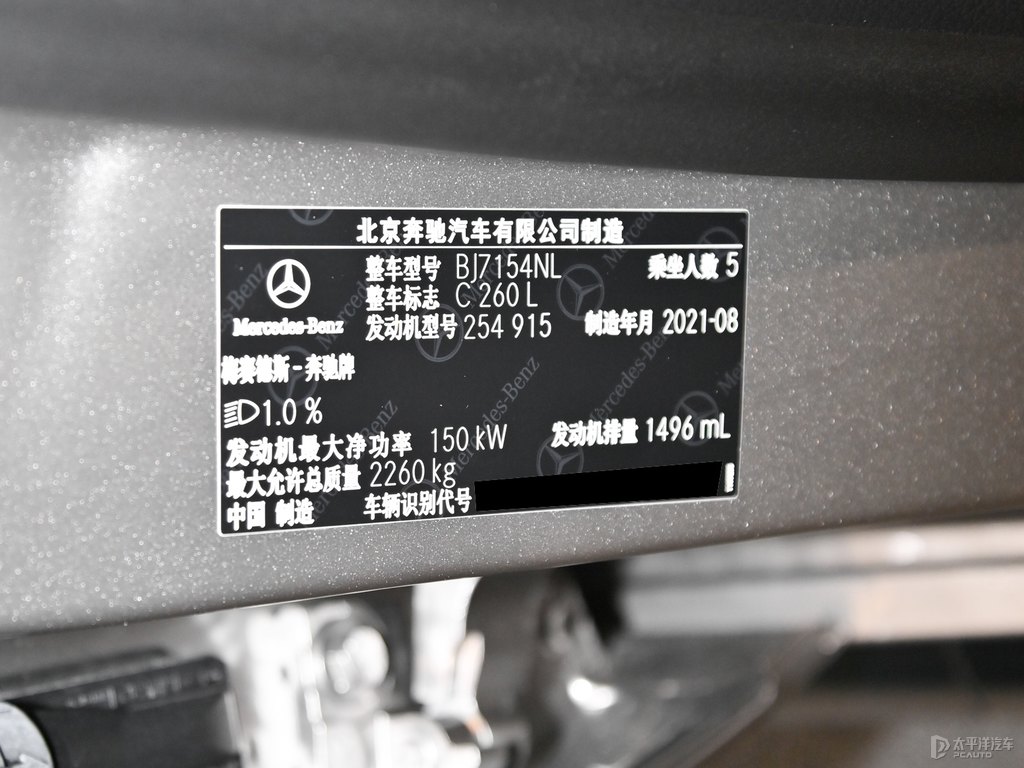 北京奔驰汽车有限公司制造
整车型号 BJ7154NL 乘坐人数 5
整车标志 C 260 L
Mercedes-Benz 发动机型号 254 915 制造年月 2021-08
梅赛德斯-奔驰牌
1.0 %
发动机最大净功率 150 kW 发动机排量 1496 mL
最大允许总质量 2260 kg
中国 制造 车辆识别代号
太平洋汽车
PCAUTO